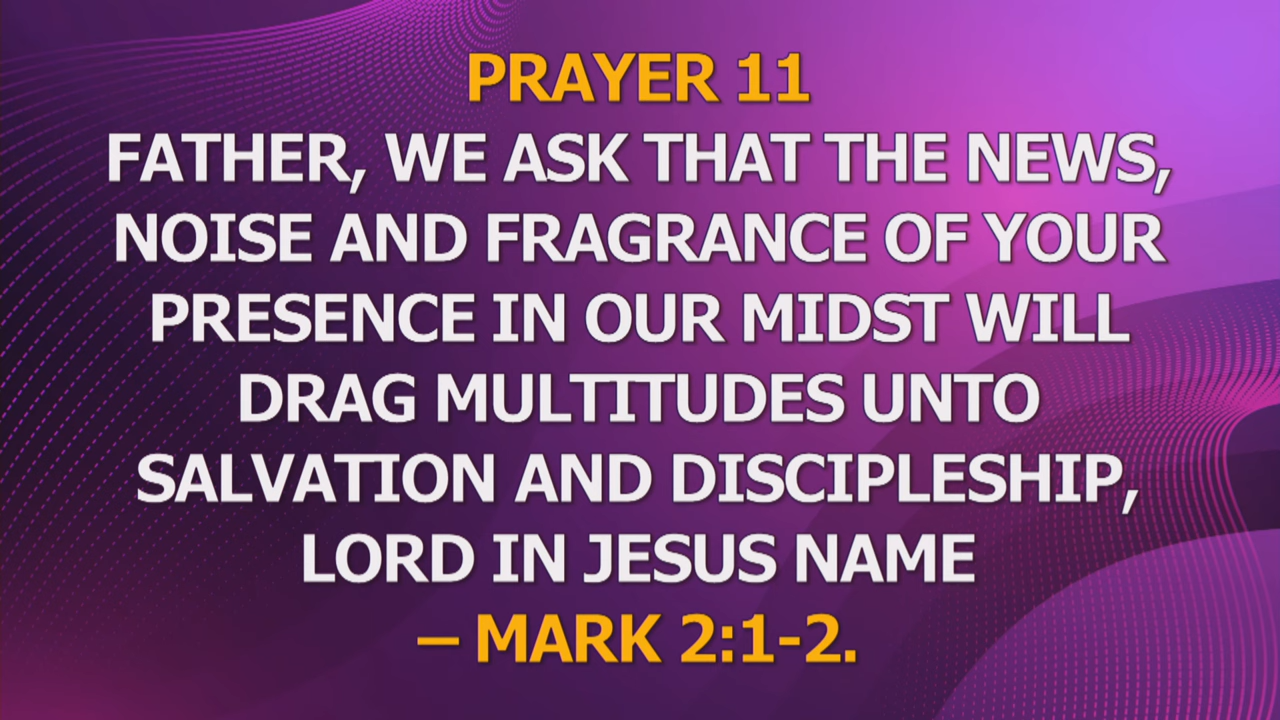 PRAYER 11
FATHER, WE ASK THAT THE NEWS,
NOISE AND FRAGRANCE OF YOUR
PRESENCE IN OUR MIDST WILL
DRAG MULTITUDES UNTO
SALVATION AND DISCIPLESHIP,
LORD IN JESUS NAME
– MARK 2:1-2.